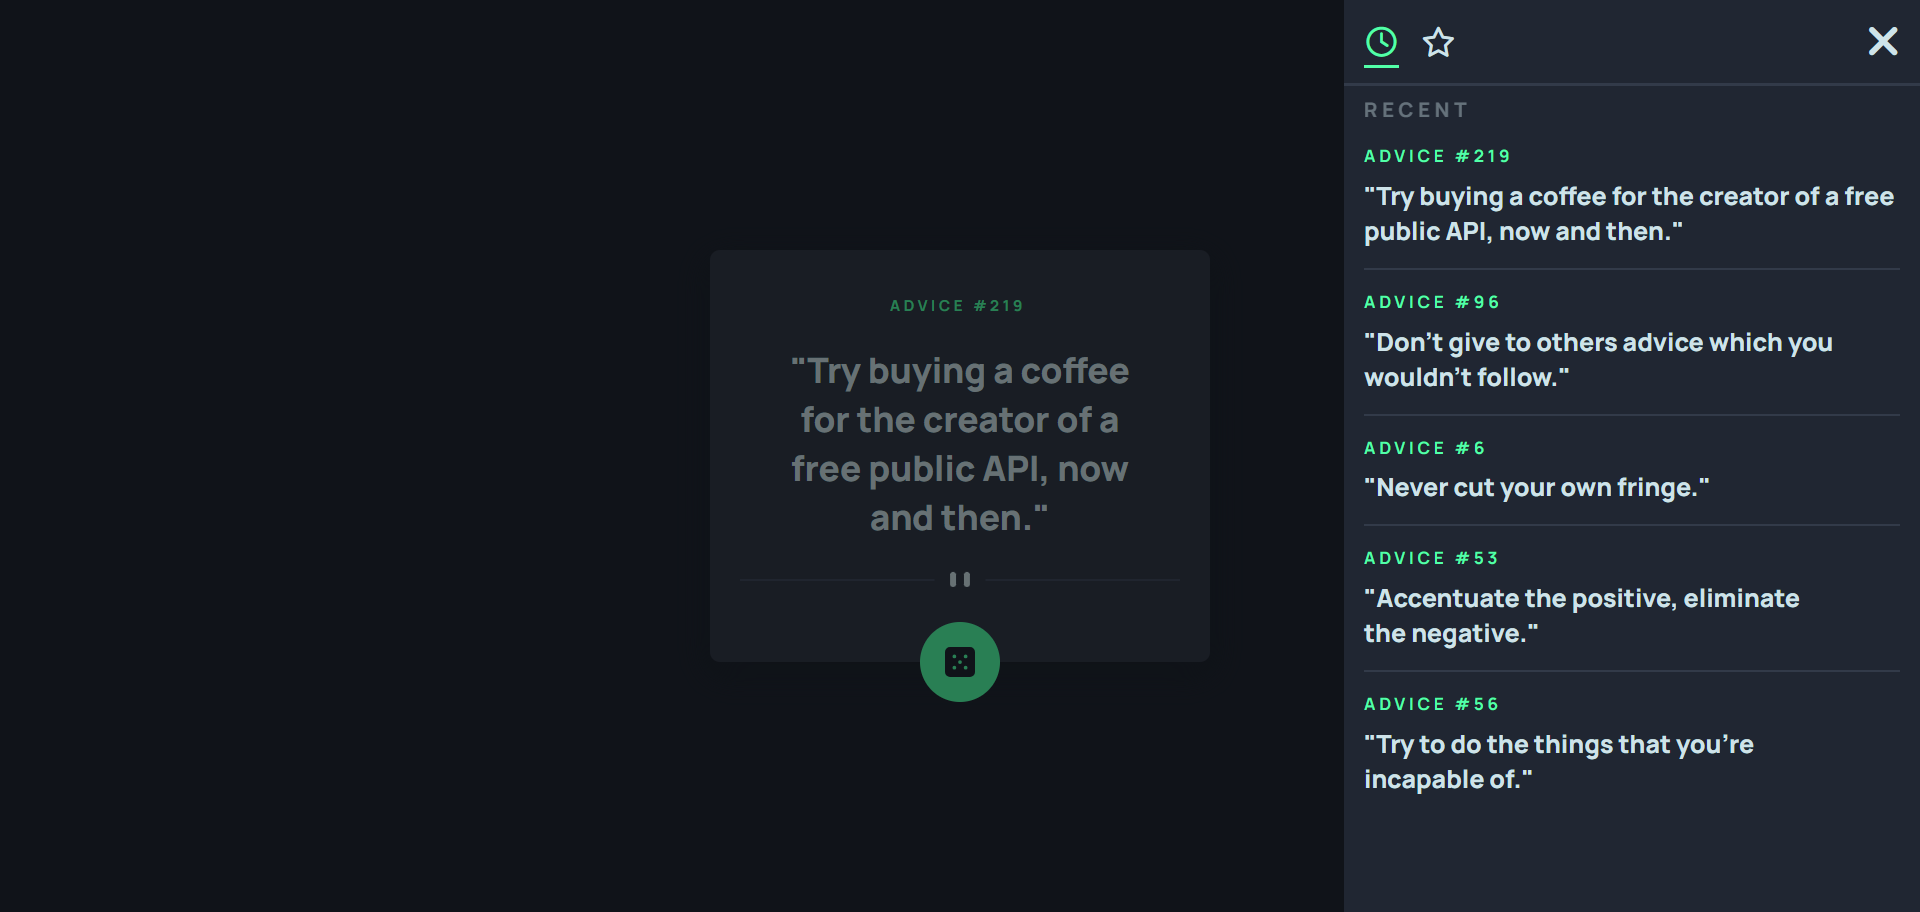 ADVICE #219
"Try buying a coffee
for the creator of a
free public API, now
and then."
RECENT
ADVICE #219
"Try buying a coffee for the creator of a free
public API, now and then."
ADVICE #96
"Don't give to others advice which you
wouldn't follow."
ADVICE #6
"Never cut your own fringe."
ADVICE #53
"Accentuate the positive, eliminate
the negative."
ADVICE #56
"Try to do the things that you're
incapable of."